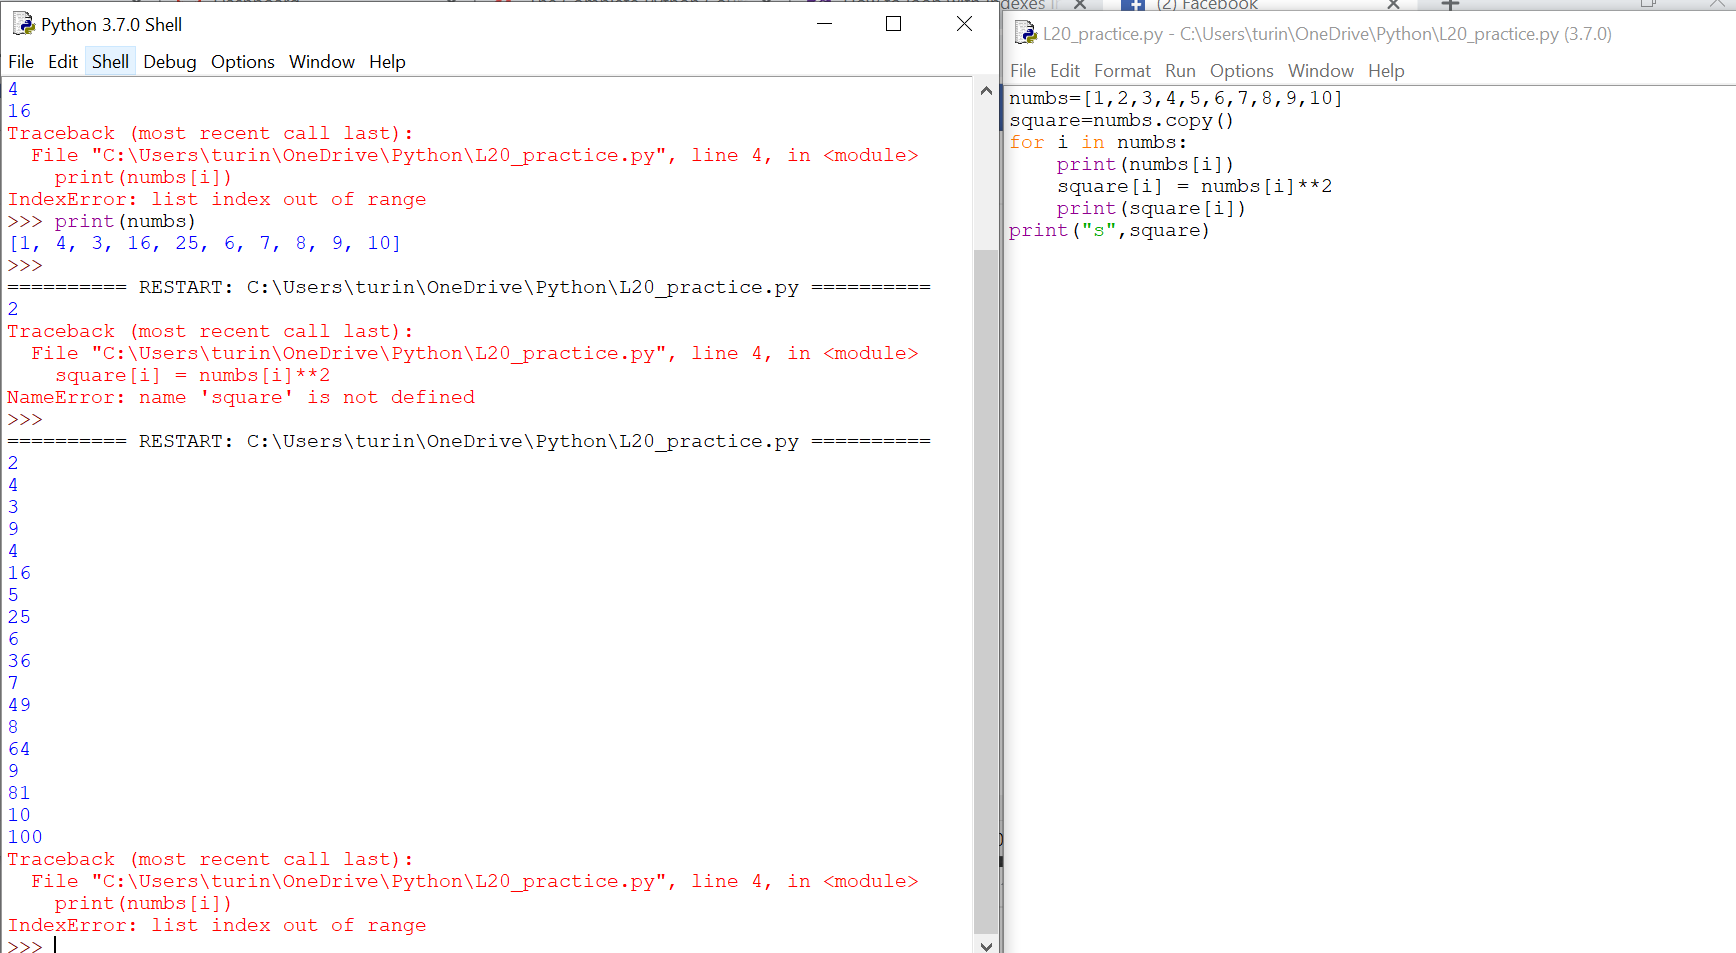 (2) Facebook
Python 3.7.0 Shell
File Edit Shell Debug Options Window Help
4
16
Traceback (most recent call last):
  File "C:\Users\turin\OneDrive\Python\L20_practice.py", line 4, in <module>
    print(numbs[i])
IndexError: list index out of range
>>> print(numbs)
[1, 4, 3, 16, 25, 6, 7, 8, 9, 10]
>>>
========== RESTART: C:\Users\turin\OneDrive\Python\L20_practice.py ==========
2
Traceback (most recent call last):
  File "C:\Users\turin\OneDrive\Python\L20_practice.py", line 4, in <module>
    square[i] = numbs[i]**2
NameError: name 'square' is not defined
>>>
========== RESTART: C:\Users\turin\OneDrive\Python\L20_practice.py ==========
2
4
3
9
4
16
5
25
6
36
7
49
8
64
9
81
10
100
Traceback (most recent call last):
  File "C:\Users\turin\OneDrive\Python\L20_practice.py", line 4, in <module>
    print(numbs[i])
IndexError: list index out of range
>>>
L20_practice.py - C:\Users\turin\OneDrive\Python\L20_practice.py (3.7.0)
File Edit Format Run Options Window Help
numbs=[1,2,3,4,5,6,7,8,9,10]
square=numbs.copy()
for i in numbs:
    print(numbs[i])
    square[i] = numbs[i]**2
    print(square[i])
print("s",square)